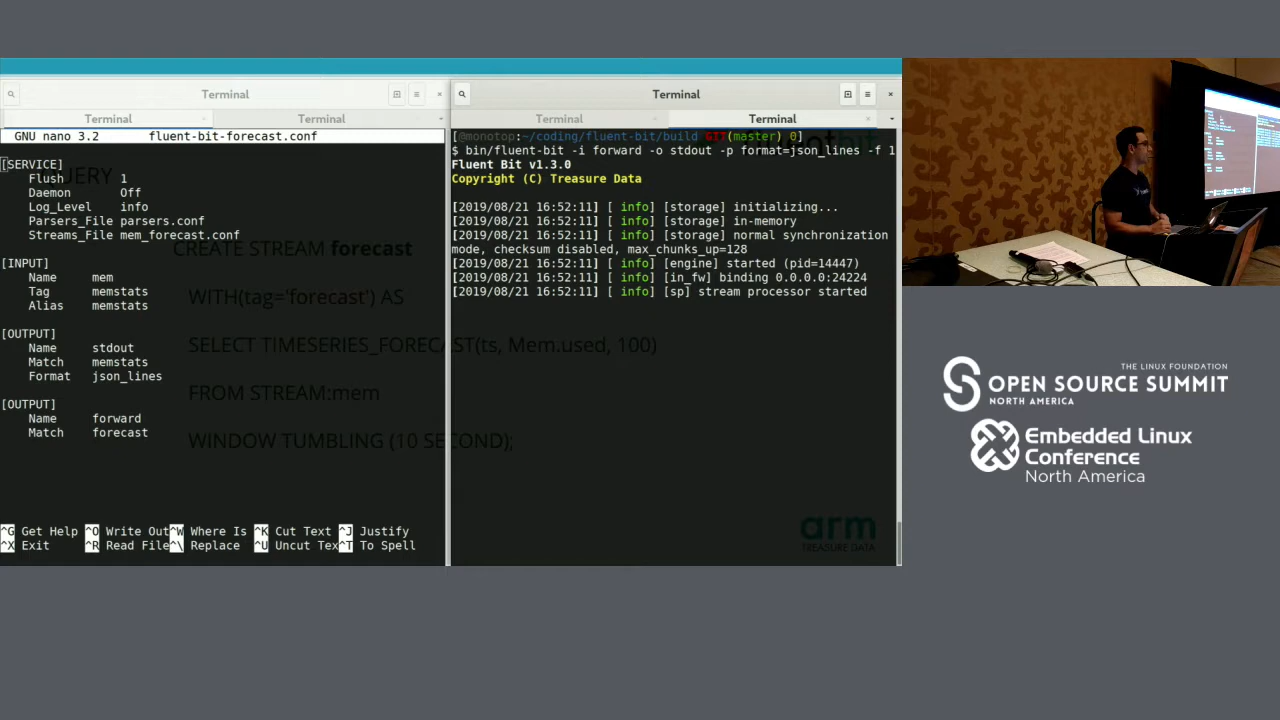 Terminal
Terminal
Terminal
GNU nano 3.2 fluent-bit-forecast.conf
[SERVICE]
Flush 1
Daemon Off
Log_Level info
Parsers_File parsers.conf
Streams_File mem_forecast.conf
[INPUT]
Name mem
Tag memstats
Alias memstats
[OUTPUT]
Name stdout
Match memstats
Format json_lines
[OUTPUT]
Name forward
Match forecast
^G Get Help ^O Write Out ^W Where Is ^K Cut Text ^J Justify
^X Exit ^R Read File ^\ Replace ^U Uncut Tex ^T To Spell
QUERY
CREATE STREAM forecast
WITH(tag='forecast') AS
SELECT TIMESERIES_FORECAST(ts, Mem.used, 100)
FROM STREAM:mem
WINDOW TUMBLING (10 SECOND);
Terminal
Terminal
Terminal
[@monotop:~/coding/fluent-bit/build GIT(master) 0]
$ bin/fluent-bit -i forward -o stdout -p format=json_lines -f 1
Fluent Bit v1.3.0
Copyright (C) Treasure Data
[2019/08/21 16:52:11] [ info] [storage] initializing...
[2019/08/21 16:52:11] [ info] [storage] in-memory
[2019/08/21 16:52:11] [ info] [storage] normal synchronization
mode, checksum disabled, max_chunks_up=128
[2019/08/21 16:52:11] [ info] [engine] started (pid=14447)
[2019/08/21 16:52:11] [ info] [in_fw] binding 0.0.0.0:24224
[2019/08/21 16:52:11] [ info] [sp] stream processor started
arm
TREASURE DATA
THE LINUX FOUNDATION
OPEN SOURCE SUMMIT
NORTH AMERICA
Embedded Linux
Conference
North America